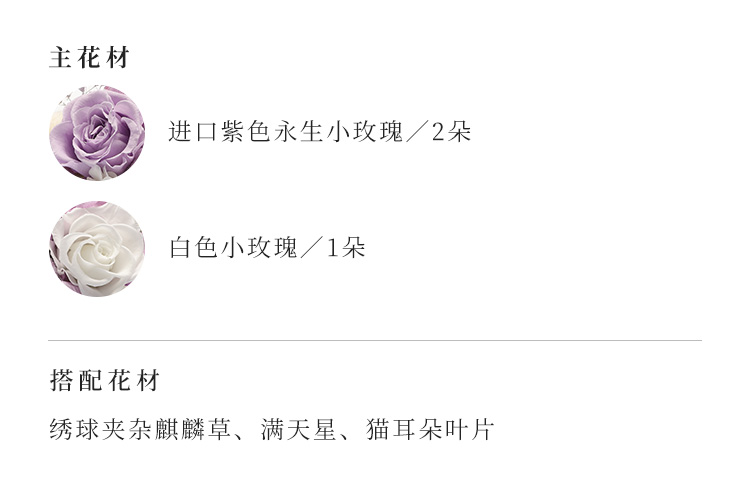 主花材
进口紫色永生小玫瑰／2朵
白色小玫瑰／1朵
搭配花材
绣球夹杂麒麟草、满天星、猫耳朵叶片